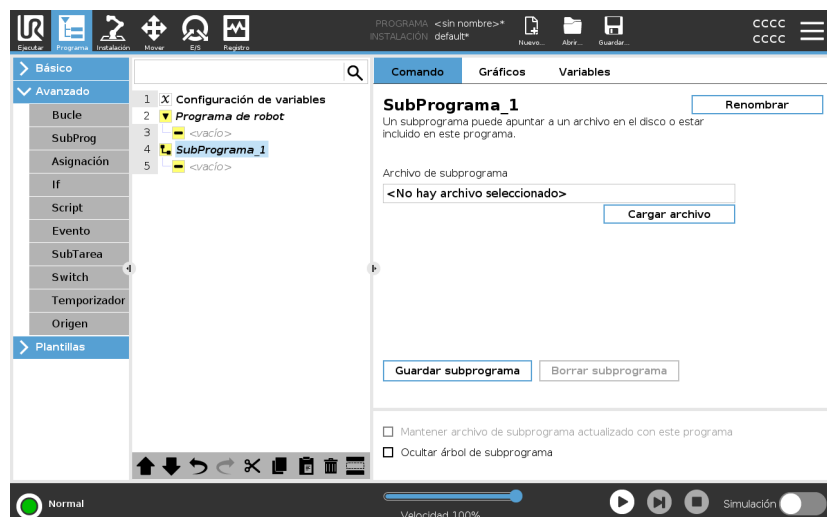 PROGRAMA <sin nombre>*
INSTALACIÓN default*
CCCC
CCCC
Ejecutar Programa Instalación Mover E/S Registro Nuevo... Abrir... Guardar...
Básico
Avanzado
Bucle
SubProg
Asignación
If
Script
Evento
SubTarea
Switch
Temporizador
Origen
Plantillas
1 X Configuración de variables
2 Programa de robot
3 <vacío>
4 SubPrograma_1
5 <vacío>
Comando Gráficos Variables
SubPrograma_1
Renombrar
Un subprograma puede apuntar a un archivo en el disco o estar
incluido en este programa.
Archivo de subprograma
<No hay archivo seleccionado>
Cargar archivo
Guardar subprograma Borrar subprograma
Mantener archivo de subprograma actualizado con este programa
Ocultar árbol de subprograma
Normal
Velocidad 100%
Simulación